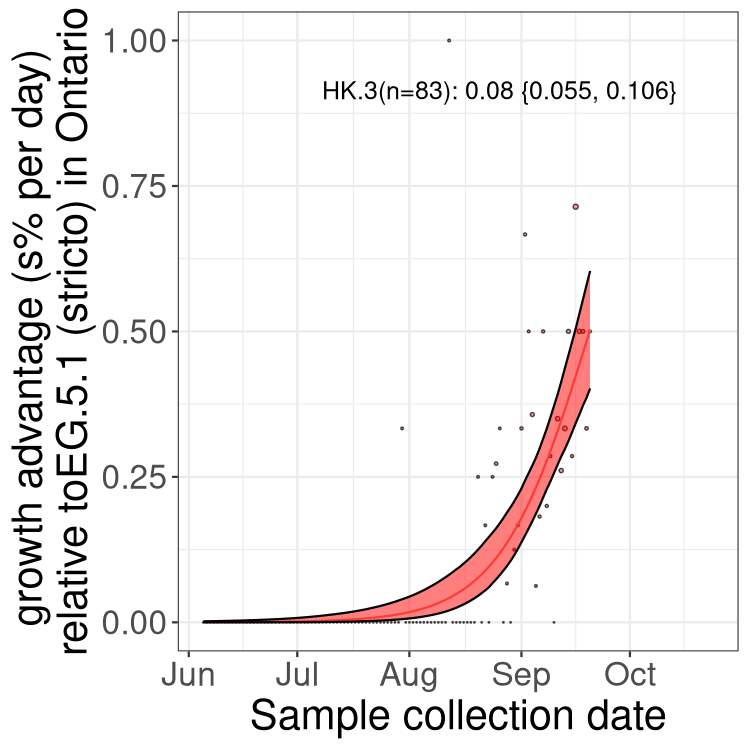 growth advantage (s% per day)
relative toEG.5.1 (stricto) in Ontario
1.00
HK.3(n=83): 0.08 {0.055, 0.106}
0.75
0.50
0.25
0.00
Jun Jul Aug Sep Oct
Sample collection date